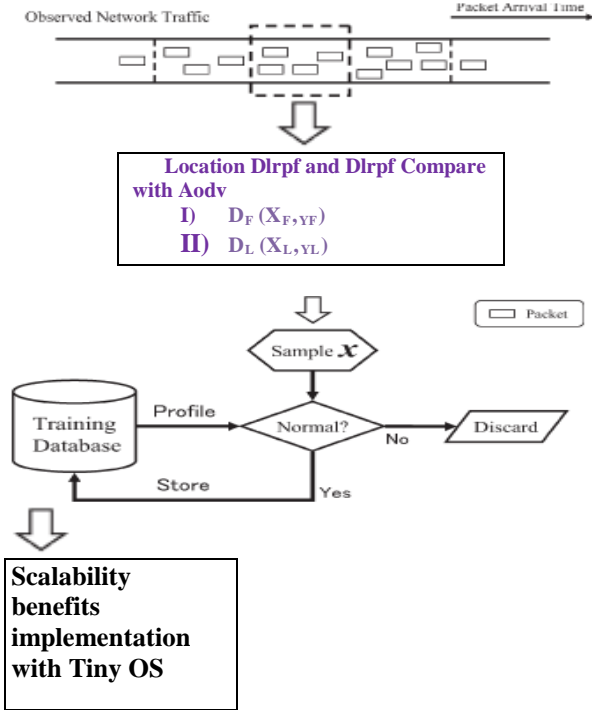 Observed Network Traffic
Packet Arrival Time
Location Dlrpf and Dlrpf Compare
with Aodv
I) DF (XF,YF)
II) DL (XL,YL)
Packet
Sample x
Training
Database
Profile
Normal?
No
Discard
Store
Yes
Scalability
benefits
implementation
with Tiny OS